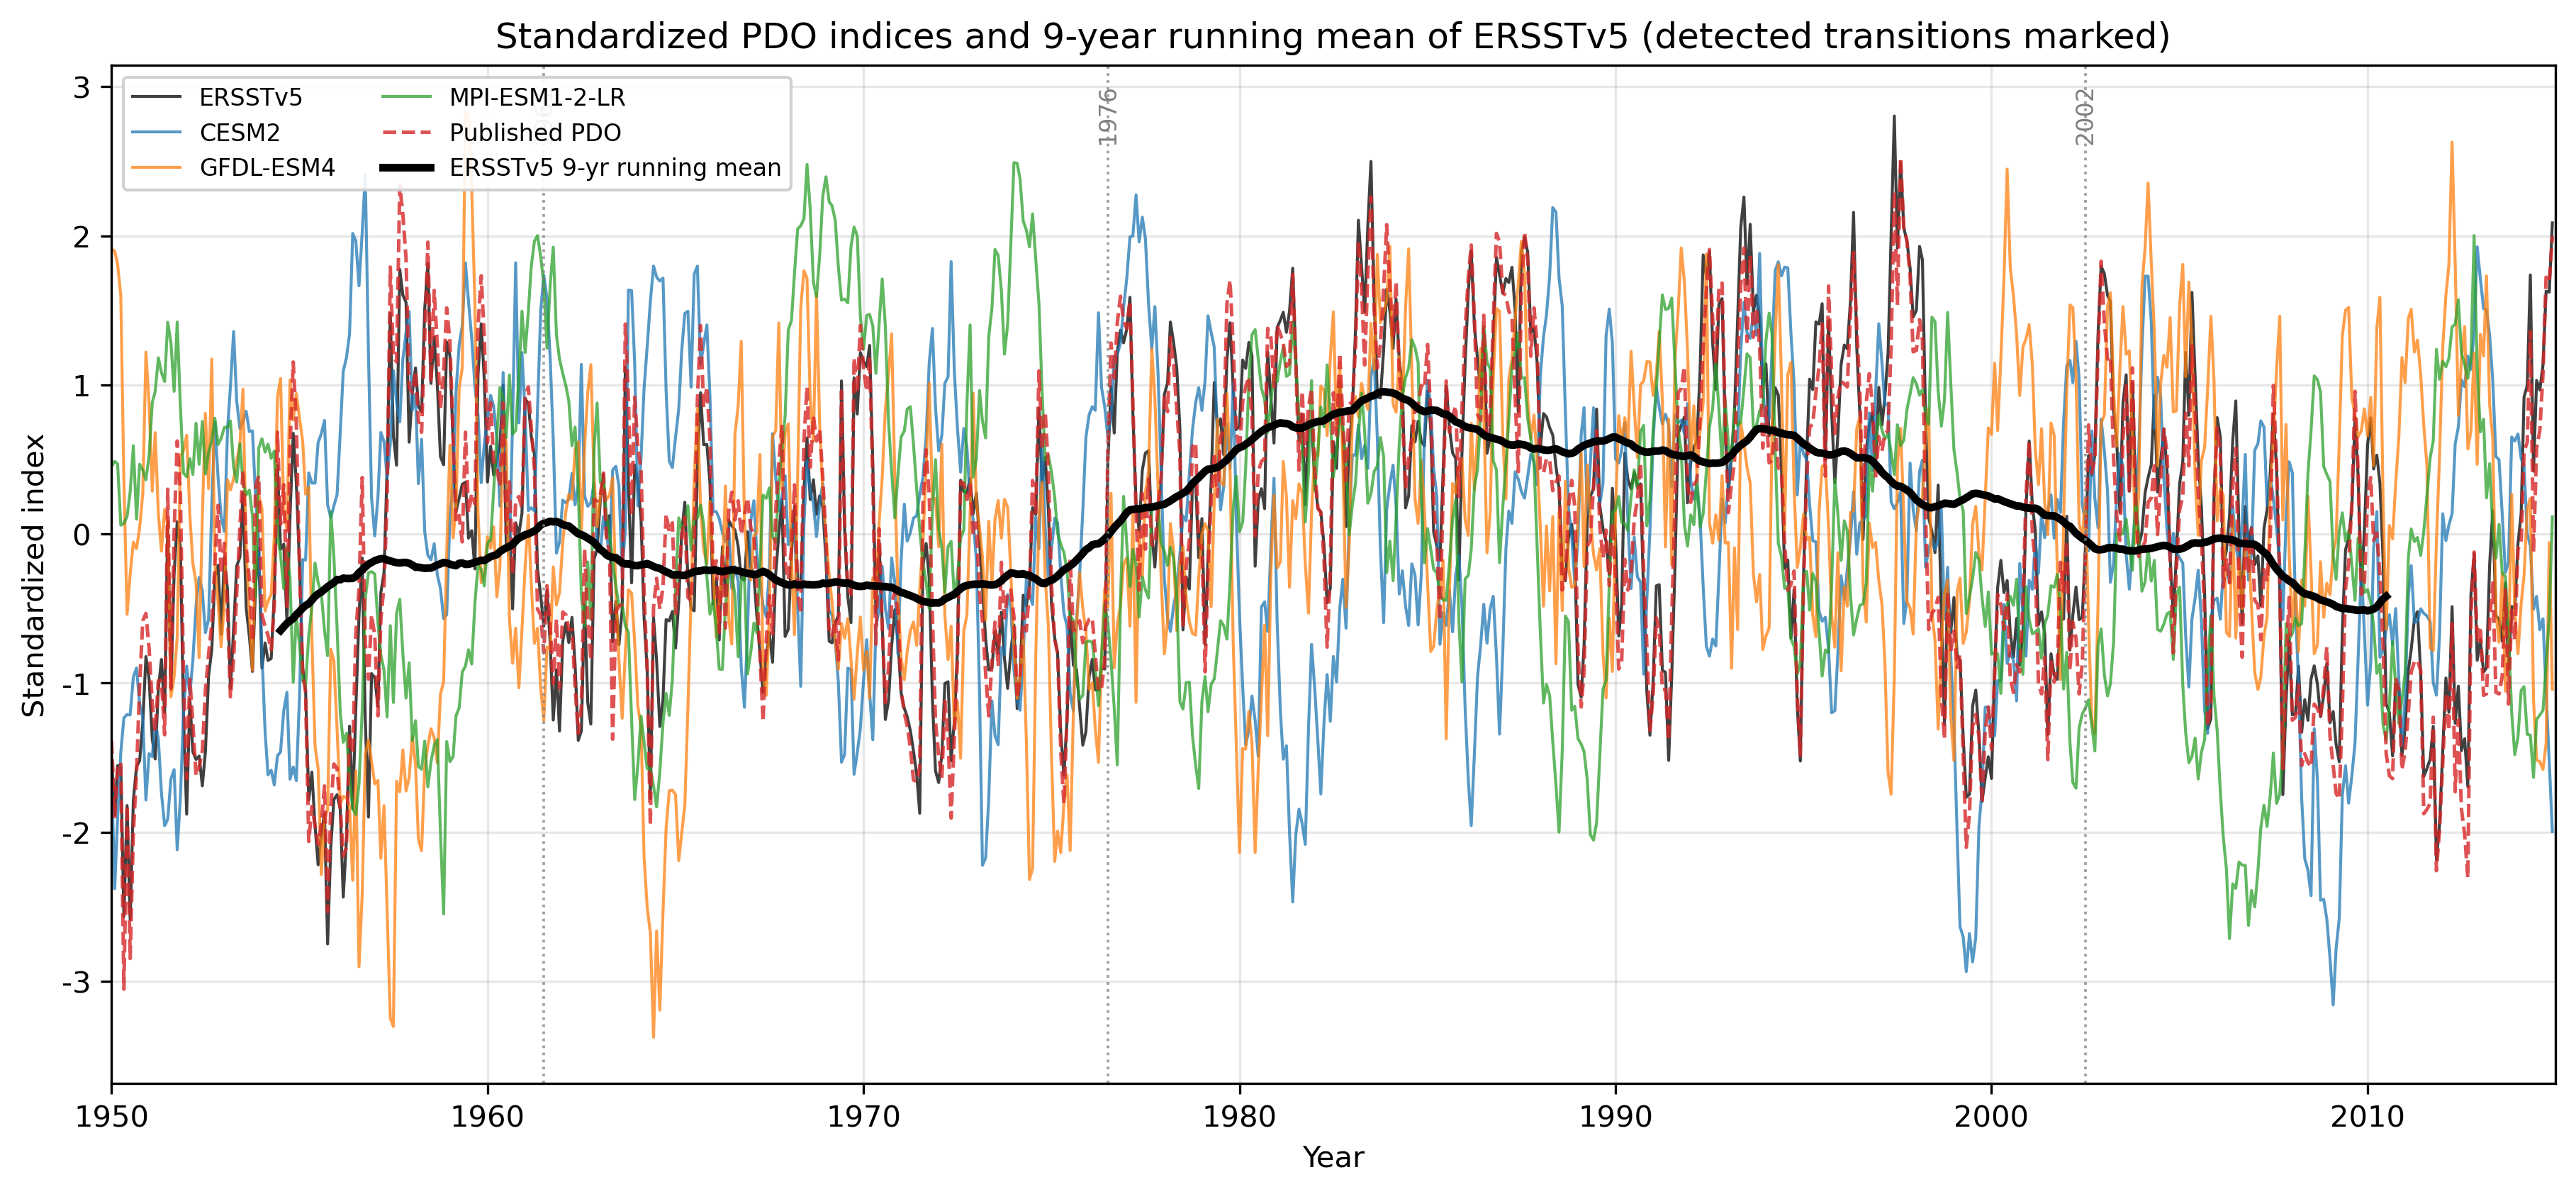 Standardized PDO indices and 9-year running mean of ERSSTv5 (detected transitions marked)
ERSSTv5
CESM2
GFDL-ESM4
MPI-ESM1-2-LR
Published PDO
ERSSTv5 9-yr running mean
1976
2002
3
2
1
0
-1
-2
-3
Standardized index
1950
1960
1970
1980
1990
2000
2010
Year